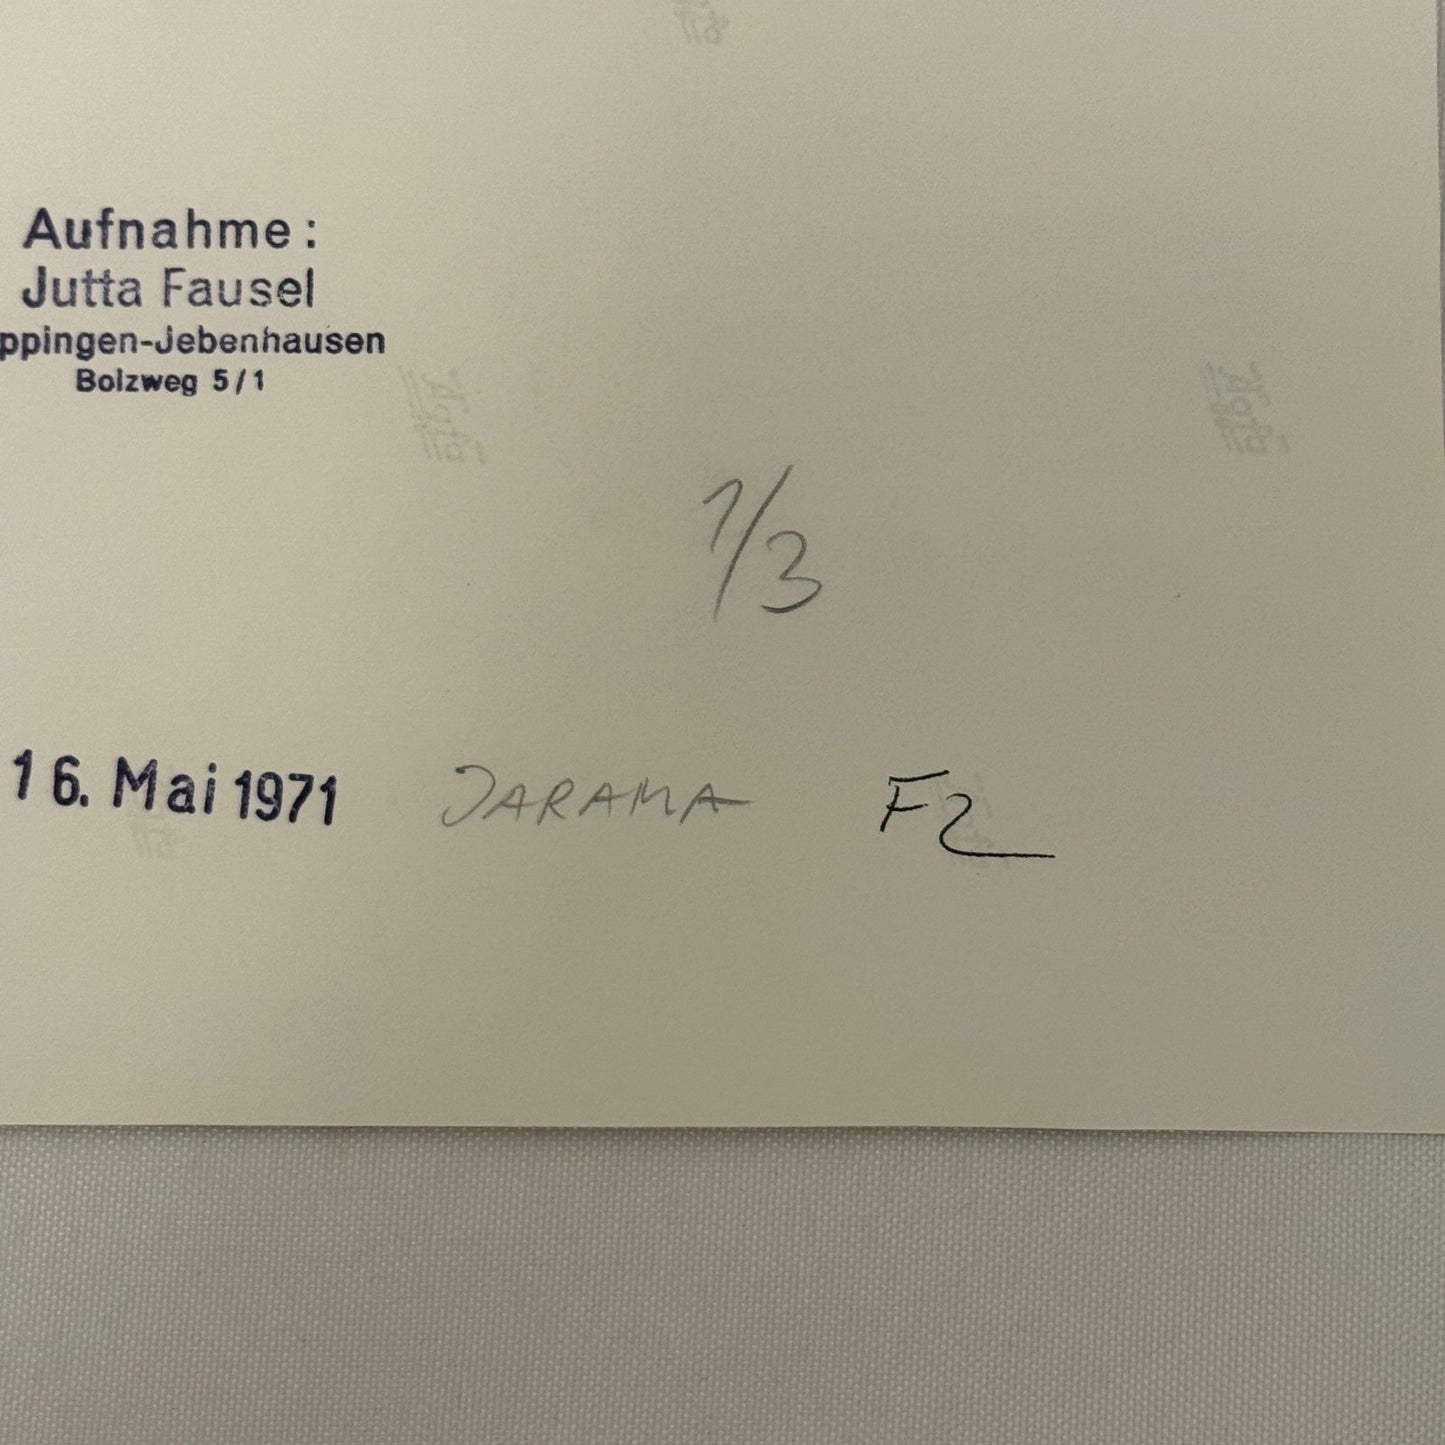 Aufnahme:
Jutta Fausel
ppingen-Jebenhausen
Bolzweg 5/1
1/3
16. Mai 1971 JARAMA F2